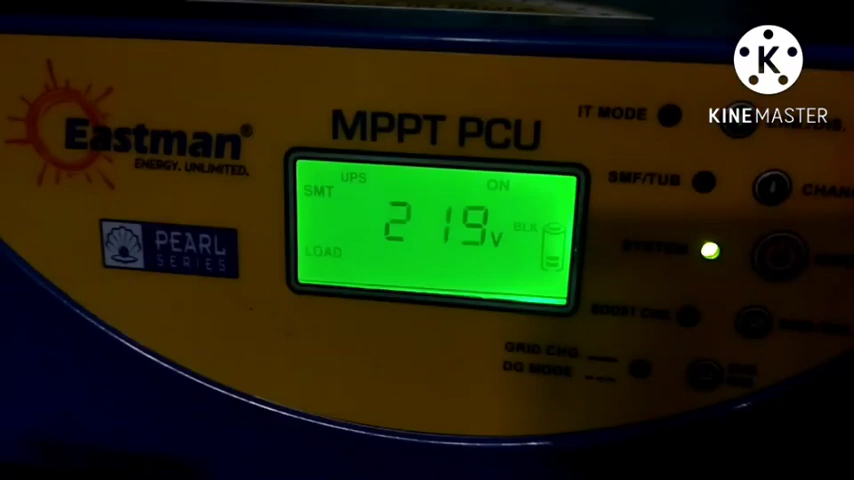 Eastman®
ENERGY. UNLIMITED.
PEARL
SERIES
MPPT PCU
SMT UPS ON
219V
BLK
LOAD
IT MODE
SMF/TUB
CHAN
SYSTEM
BOOST CHG
GRID CHG
DG MODE
K
KINEMASTER